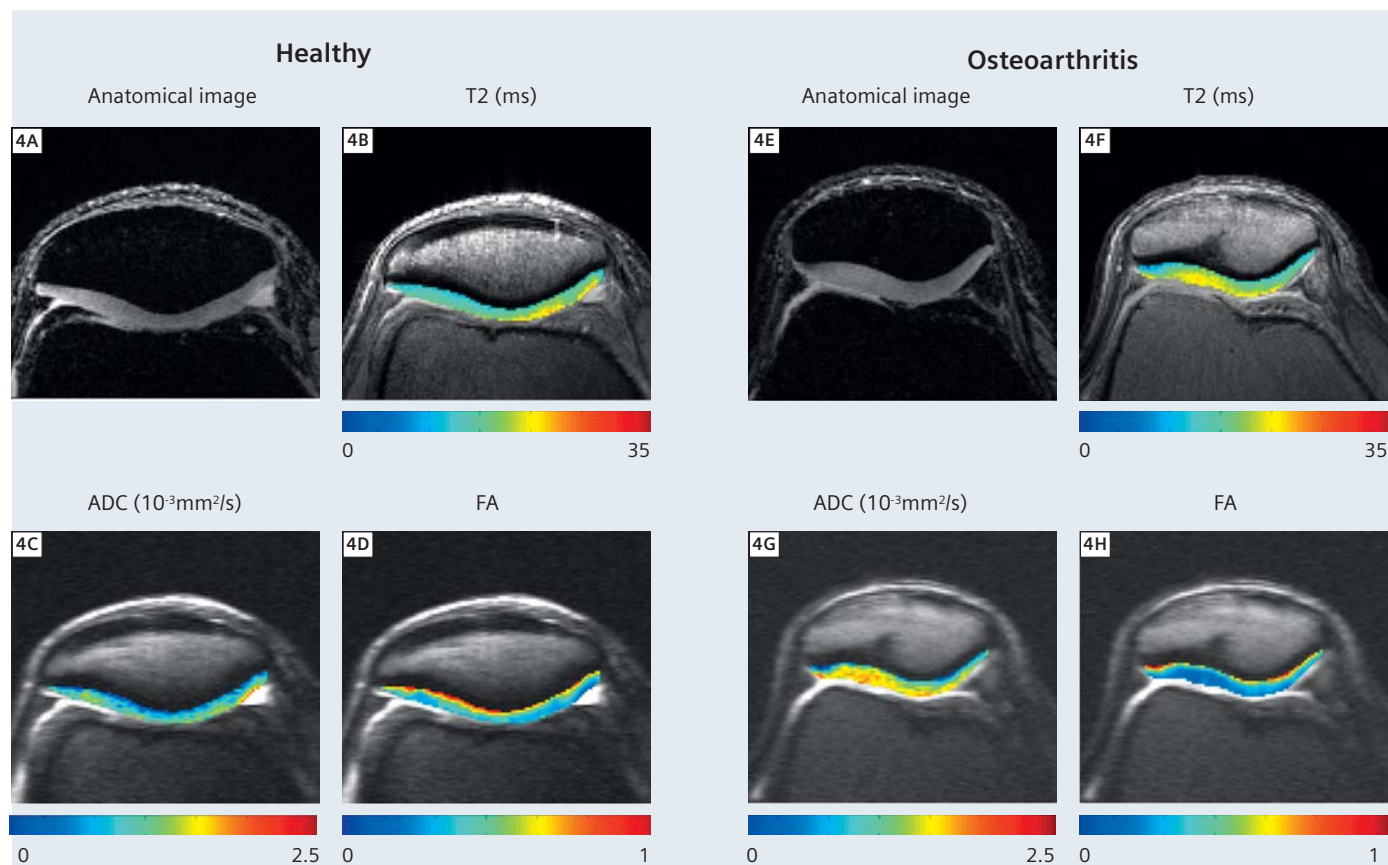 Healthy
Osteoarthritis
Anatomical image
T2 (ms)
Anatomical image
T2 (ms)
4A
4B
4E
4F
0
35
0
35
ADC (10⁻³mm²/s)
FA
ADC (10⁻³mm²/s)
FA
4C
4D
4G
4H
0
2.5
0
1
0
2.5
0
1